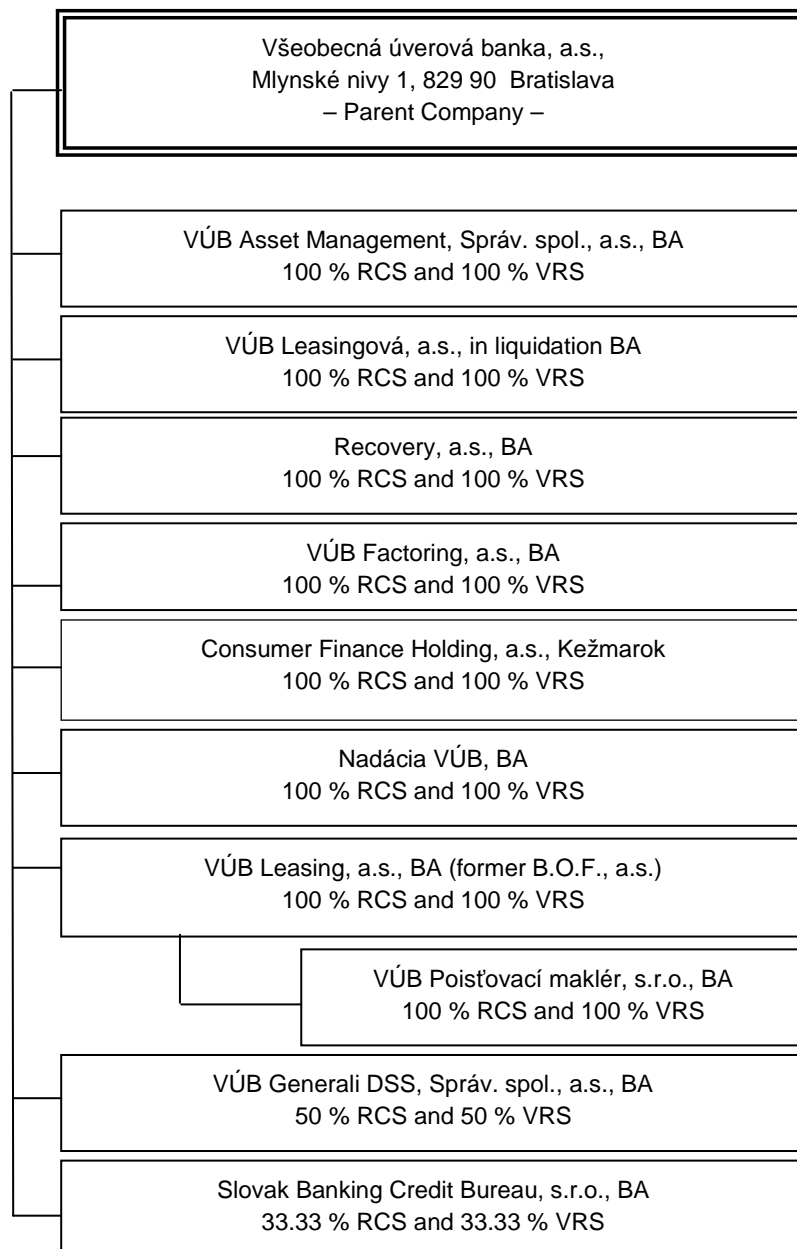 Všeobecná úverová banka, a.s.,
Mlynské nivy 1, 829 90  Bratislava
– Parent Company –
VÚB Asset Management, Správ. spol., a.s., BA
100 % RCS and 100 % VRS
VÚB Leasingová, a.s., in liquidation BA
100 % RCS and 100 % VRS
Recovery, a.s., BA
100 % RCS and 100 % VRS
VÚB Factoring, a.s., BA
100 % RCS and 100 % VRS
Consumer Finance Holding, a.s., Kežmarok
100 % RCS and 100 % VRS
Nadácia VÚB, BA
100 % RCS and 100 % VRS
VÚB Leasing, a.s., BA (former B.O.F., a.s.)
100 % RCS and 100 % VRS
VÚB Poisťovací maklér, s.r.o., BA
100 % RCS and 100 % VRS
VÚB Generali DSS, Správ. spol., a.s., BA
50 % RCS and 50 % VRS
Slovak Banking Credit Bureau, s.r.o., BA
33.33 % RCS and 33.33 % VRS